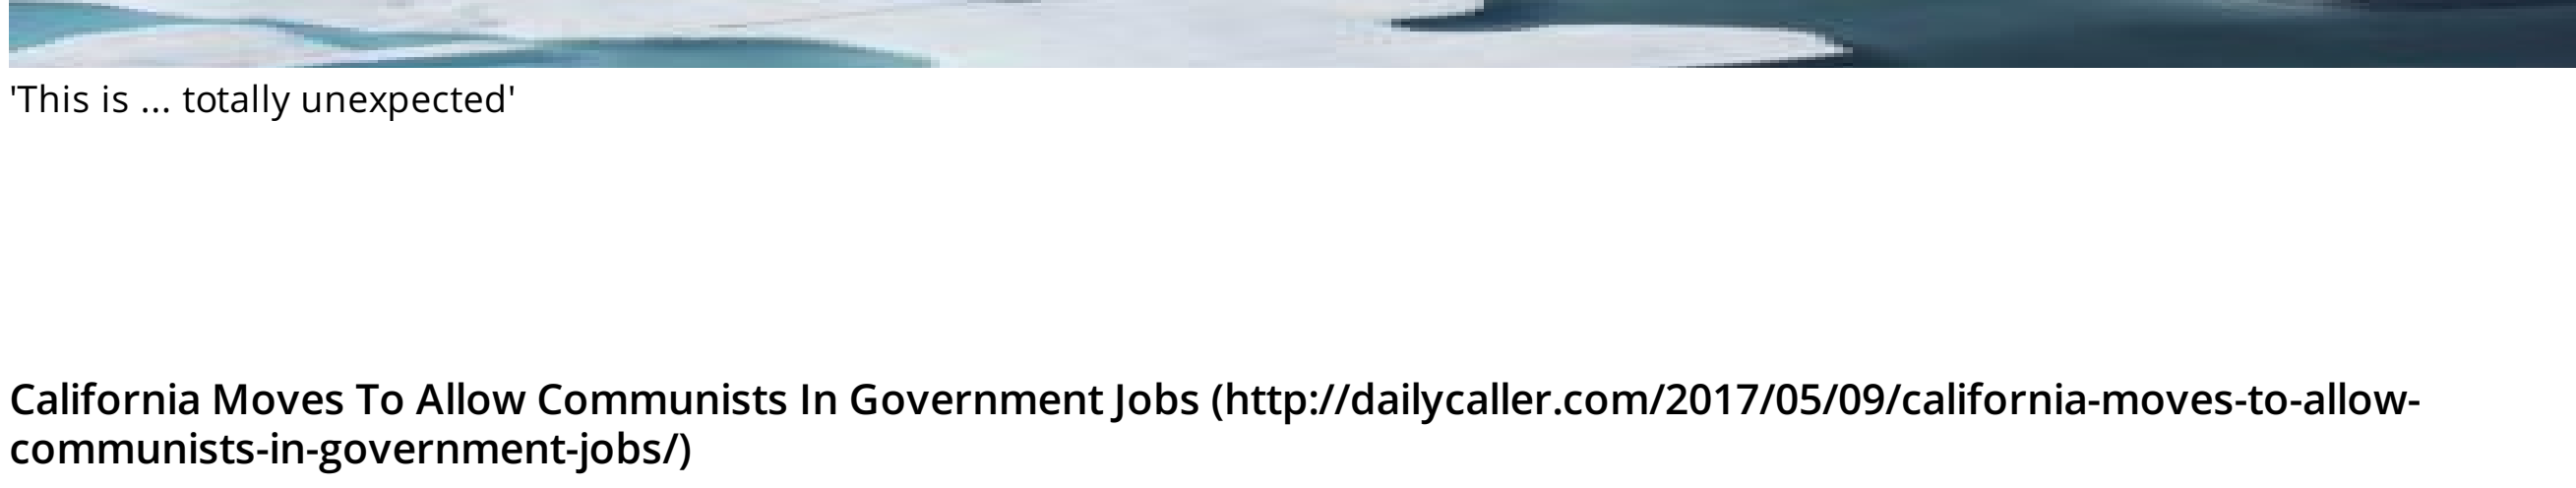 'This is ... totally unexpected'
California Moves To Allow Communists In Government Jobs (http://dailycaller.com/2017/05/09/california-moves-to-allow-
communists-in-government-jobs/)